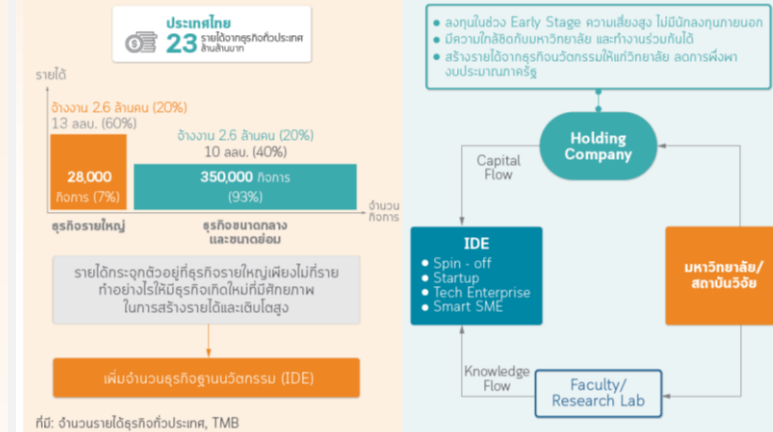 ประเทศไทย
23 รายได้จากธุรกิจทั่วประเทศ
ล้านล้านบาท
รายได้
จ้างงาน 2.6 ล้านคน (20%)
13 ลลบ. (60%)
28,000
กิจการ (7%)
จ้างงาน 2.6 ล้านคน (20%)
10 ลลบ. (40%)
350,000 กิจการ
(93%)
จำนวน
กิจการ
ธุรกิจรายใหญ่
ธุรกิจขนาดกลาง
และขนาดย่อม
รายได้กระจุกตัวอยู่ที่ธุรกิจรายใหญ่เพียงไม่กี่ราย
ทำอย่างไรให้มีธุรกิจเกิดใหม่ที่มีศักยภาพ
ในการสร้างรายได้และเติบโตสูง
เพิ่มจำนวนธุรกิจฐานนวัตกรรม (IDE)
ที่มี: จำนวนรายได้ธุรกิจทั่วประเทศ, TMB
• ลงทุนในช่วง Early Stage ความเสี่ยงสูง ไม่มีนักลงทุนภายนอก
• มีความใกล้ชิดกับมหาวิทยาลัย และทำงานร่วมกันได้
• สร้างรายได้จากธุรกิจนวัตกรรมให้แก่วิทยาลัย ลดการพึ่งพา
งบประมาณภาครัฐ
Holding
Company
Capital
Flow
IDE
• Spin - off
• Startup
• Tech Enterprise
• Smart SME
มหาวิทยาลัย/
สถาบันวิจัย
Knowledge
Flow
Faculty/
Research Lab